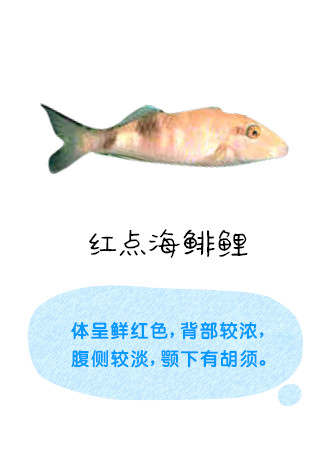 红点海鲱鲤
体呈鲜红色，背部较浓，
腹侧较淡，颚下有胡须。